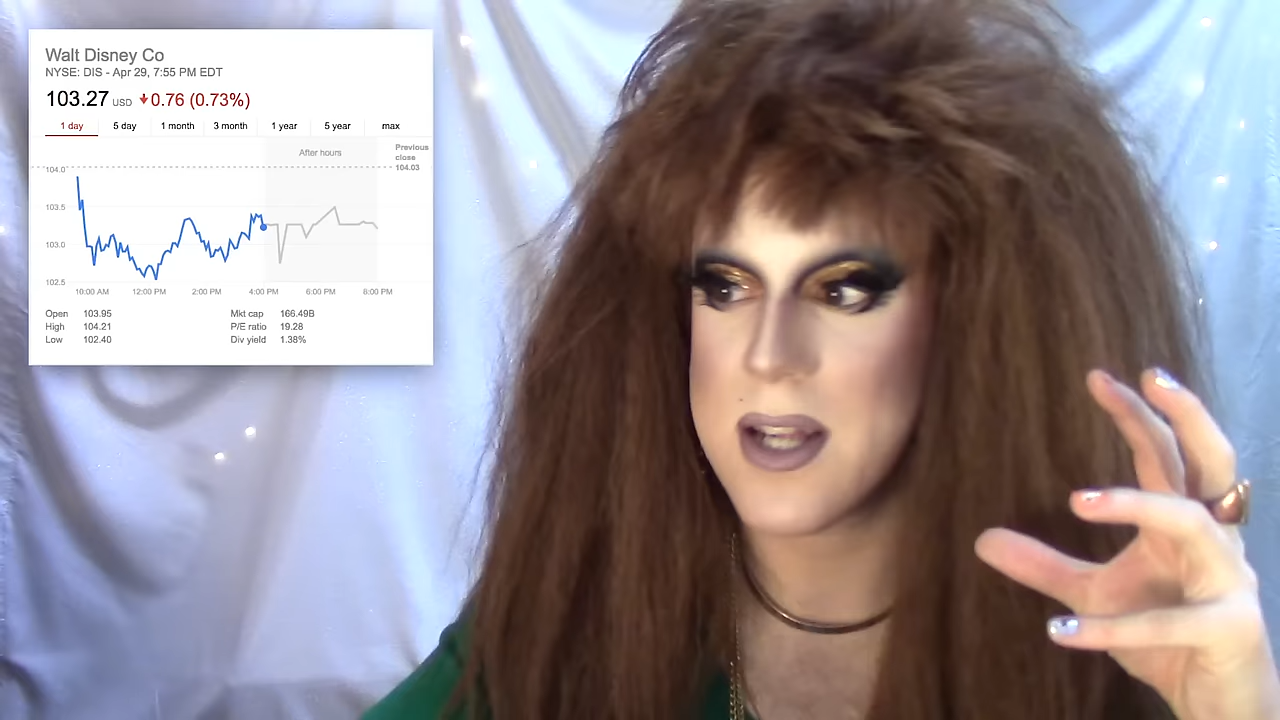 Walt Disney Co
NYSE: DIS - Apr 29, 7:55 PM EDT
103.27 USD 0.76 (0.73%)
1 day 5 day 1 month 3 month 1 year 5 year max
After hours
Previous
close
104.03
104.0
103.5
103.0
102.5
10:00 AM 12:00 PM 2:00 PM 4:00 PM 6:00 PM 8:00 PM
Open 103.95 Mkt cap 166.49B
High 104.21 P/E ratio 19.28
Low 102.40 Div yield 1.38%